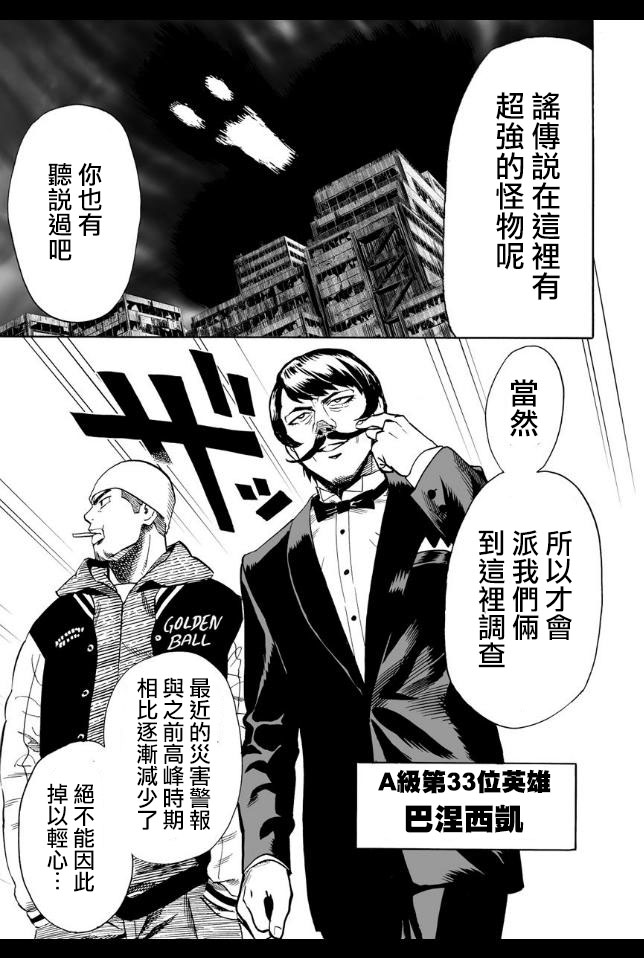 謠傳説在這裡有
超強的怪物呢
你也有
聽説過吧
當然
所以才會
派我們倆
到這裡調查
ザッ
GOLDEN
BALL
A級第33位英雄
巴涅西凱
最近的災害警報
與之前高峰時期
相比逐漸減少了
絕不能因此
掉以輕心…